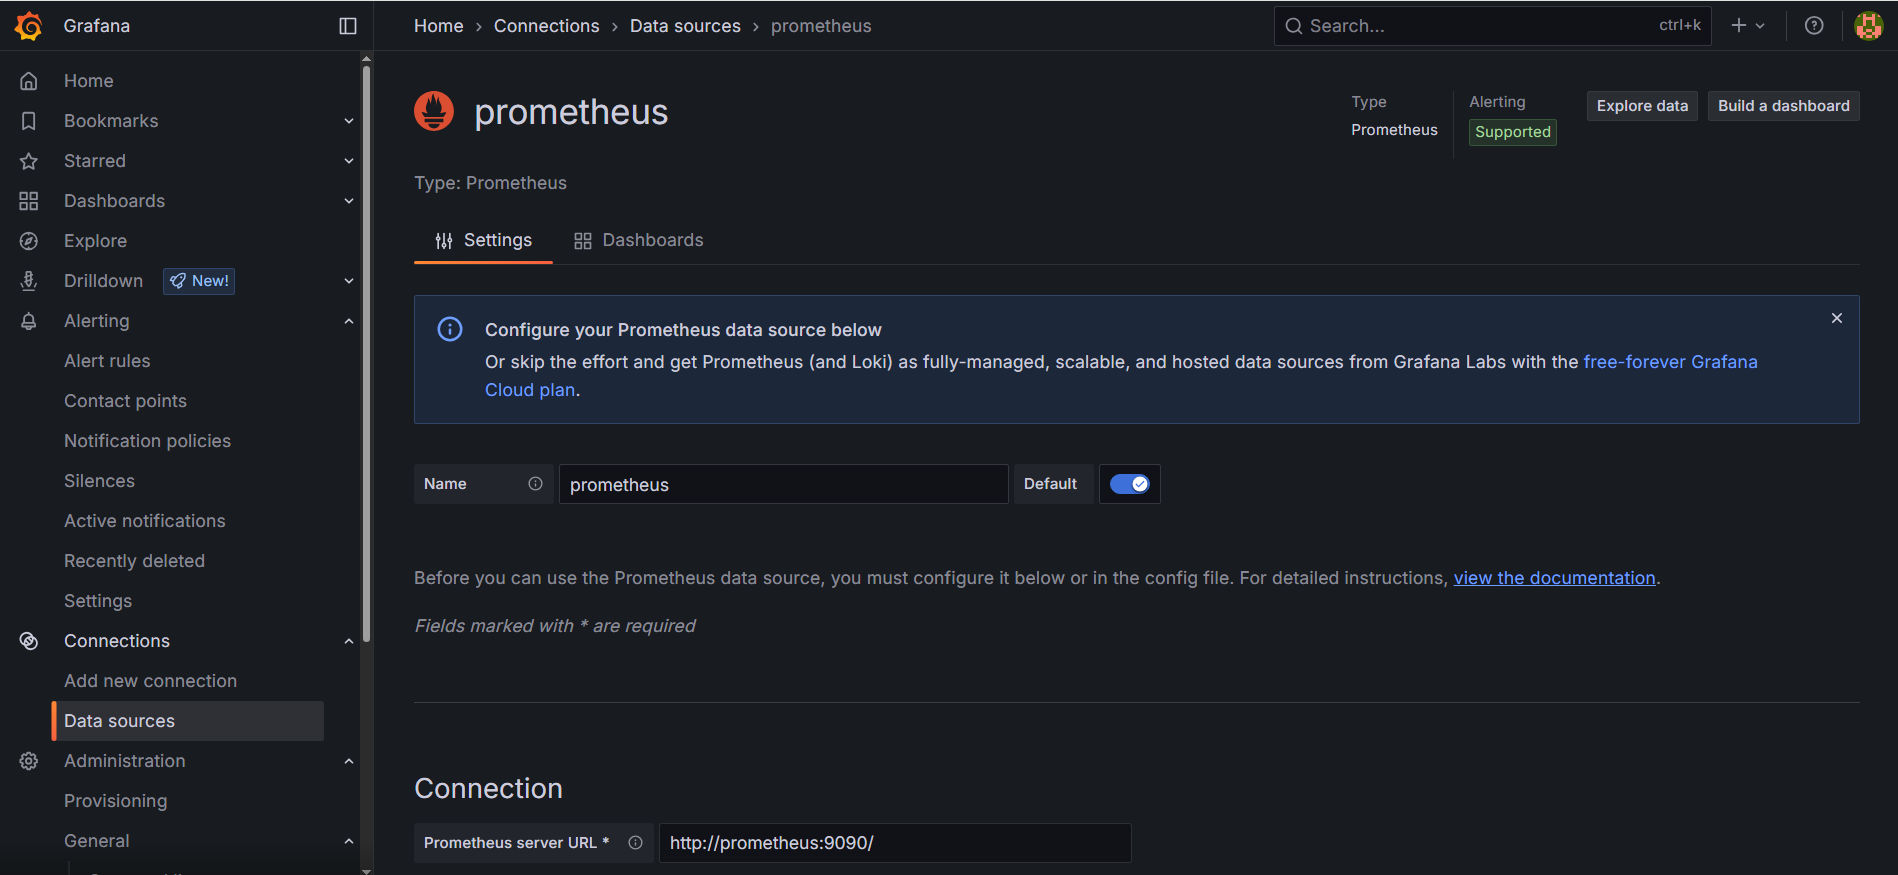 Grafana
Home › Connections › Data sources › prometheus
Search...
ctrl+k
Home
Bookmarks
Starred
Dashboards
Explore
Drilldown
New!
Alerting
Alert rules
Contact points
Notification policies
Silences
Active notifications
Recently deleted
Settings
Connections
Add new connection
Data sources
Administration
Provisioning
General
prometheus
Type
Prometheus
Alerting
Supported
Explore data
Build a dashboard
Type: Prometheus
Settings
Dashboards
Configure your Prometheus data source below
Or skip the effort and get Prometheus (and Loki) as fully-managed, scalable, and hosted data sources from Grafana Labs with the free-forever Grafana
Cloud plan.
Name
prometheus
Default
Before you can use the Prometheus data source, you must configure it below or in the config file. For detailed instructions, view the documentation.
Fields marked with * are required
Connection
Prometheus server URL *
http://prometheus:9090/